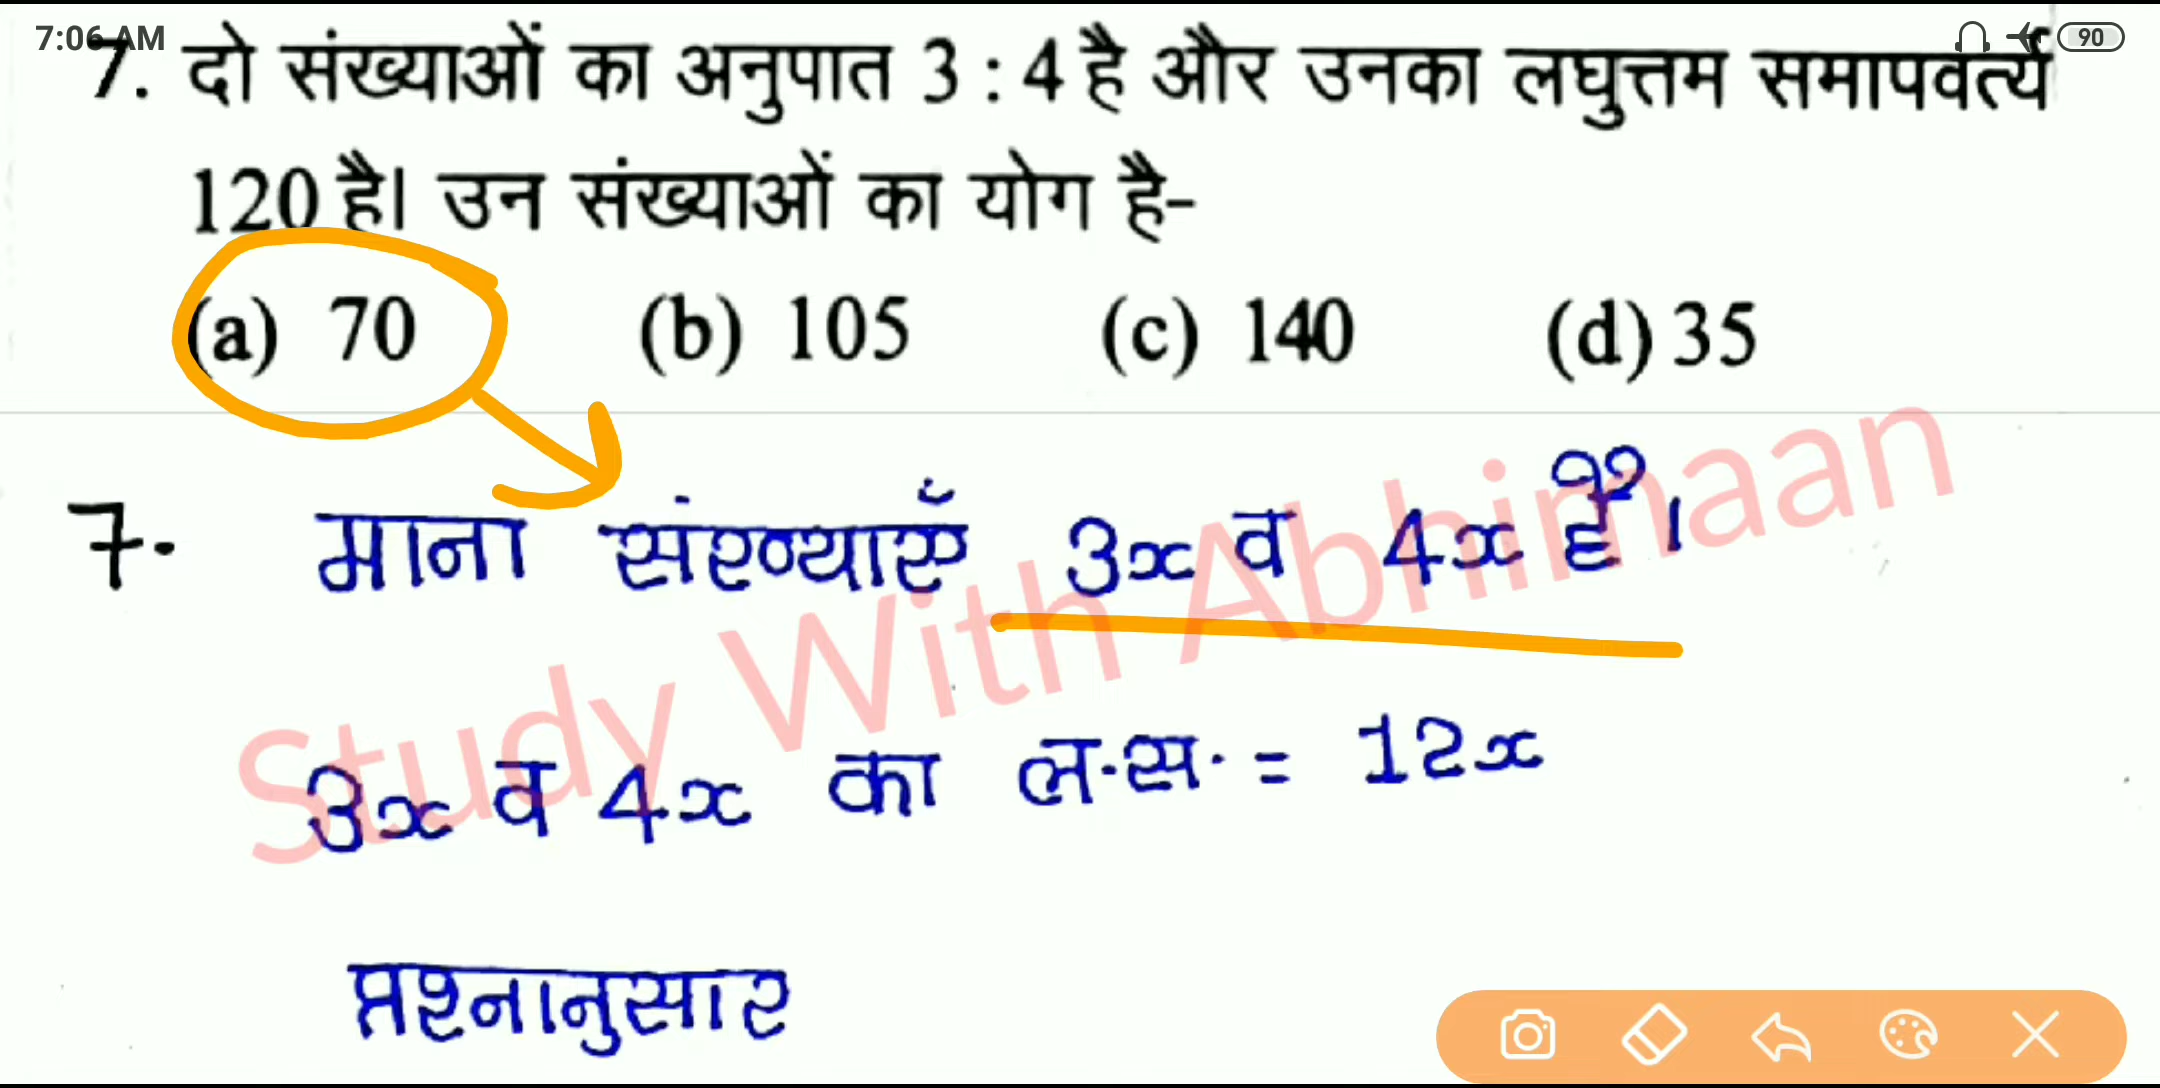 7:06 AM
90
7. दो संख्याओं का अनुपात 3 : 4 है और उनका लघुत्तम समापवर्त्य
120 है। उन संख्याओं का योग है-
(a) 70 (b) 105 (c) 140 (d) 35
7. माना संख्याएँ 3x व 4x है।
Study With Abhimaan
3x व 4x का ल.स. = 12x
प्रश्नानुसार